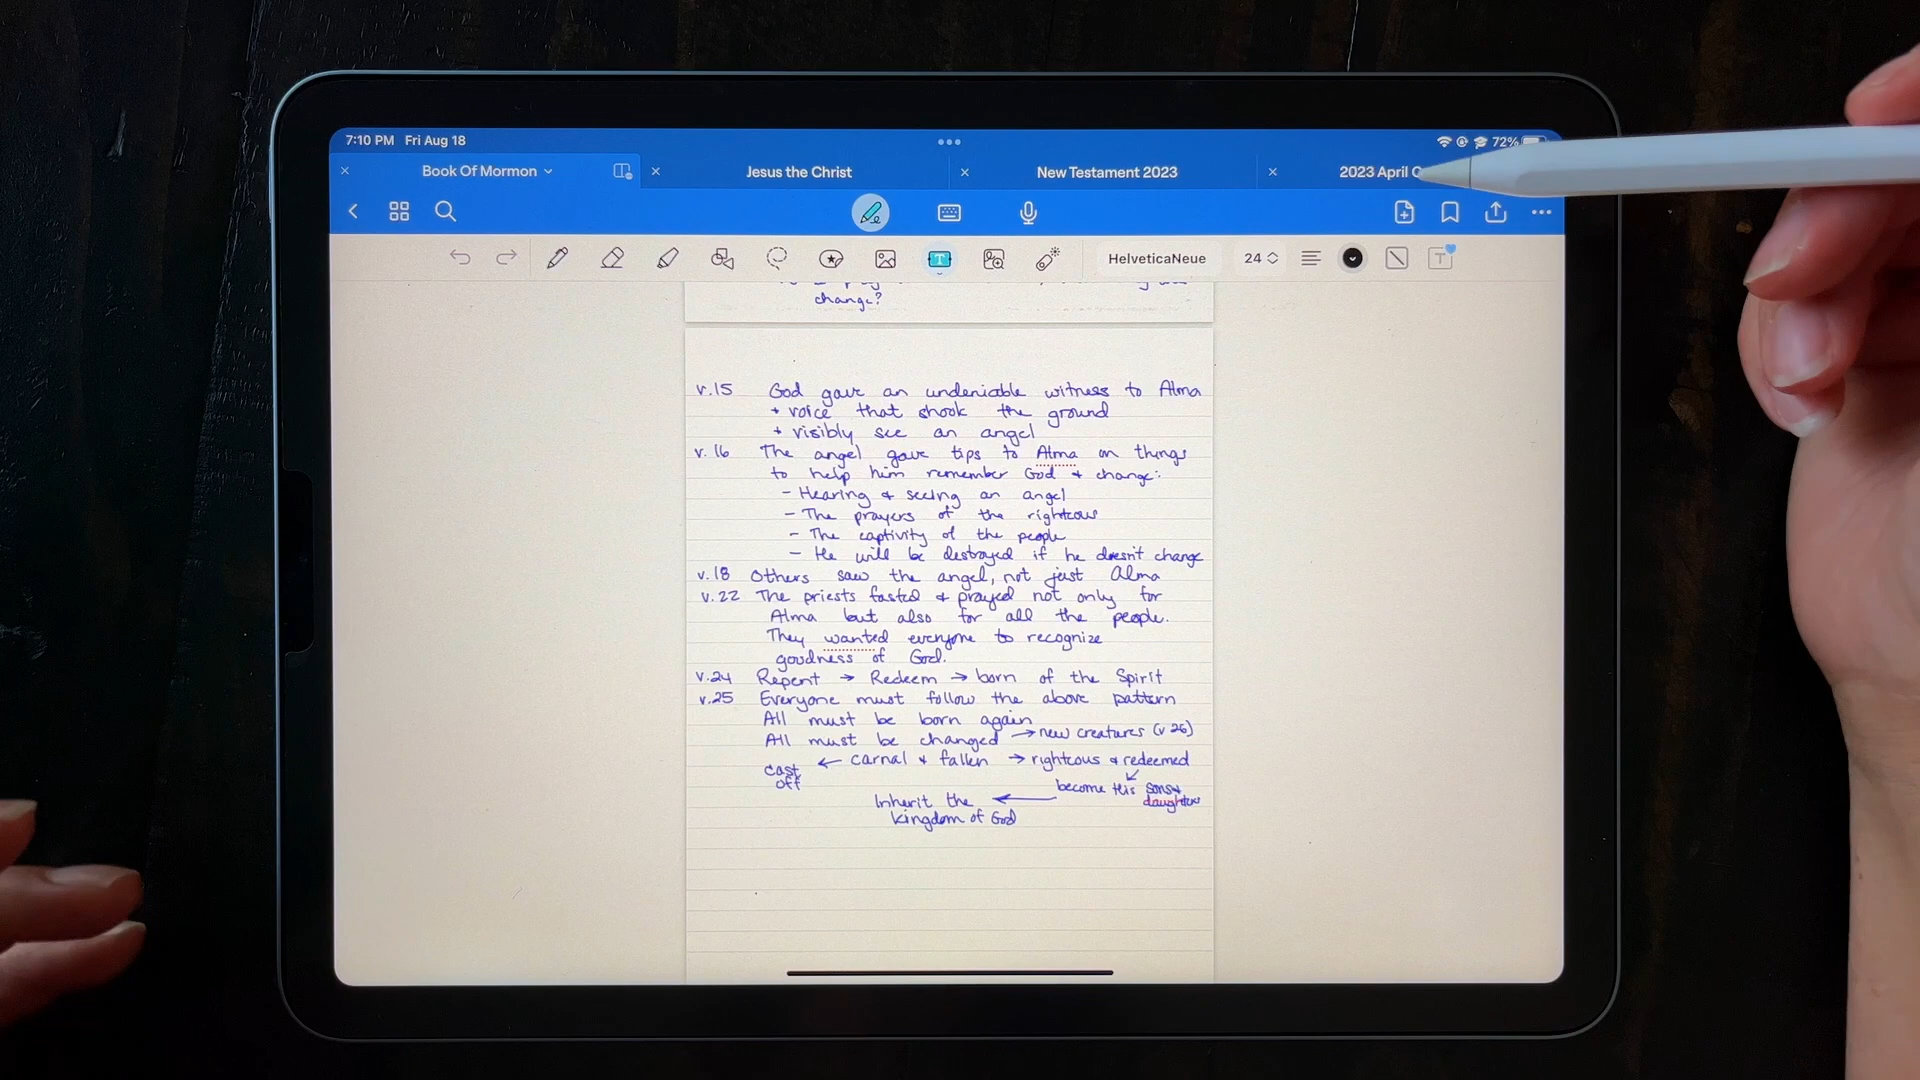 7:10 PM Fri Aug 18
72%
Book Of Mormon
Jesus the Christ
New Testament 2023
2023 April
HelveticaNeue
24
change?
v.15 God gave an undeniable witness to Alma
+ voice that shook the ground
+ visibly see an angel
v.16 The angel gave tips to Alma on things
to help him remember God + change:
- Hearing & seeing an angel
- The prayers of the righteous
- The captivity of the people
- He will be destroyed if he doesn't change
v.18 Others saw the angel, not just Alma
v.22 The priests fasted + prayed not only for
Alma but also for all the people.
They wanted everyone to recognize
goodness of God.
v.24 Repent → Redeem → born of the Spirit
v.25 Everyone must follow the above pattern
All must be born again
All must be changed → new creatures (v 26)
cast off ← carnal + fallen → righteous & redeemed
become His sons + daughters
Inherit the ←
kingdom of God